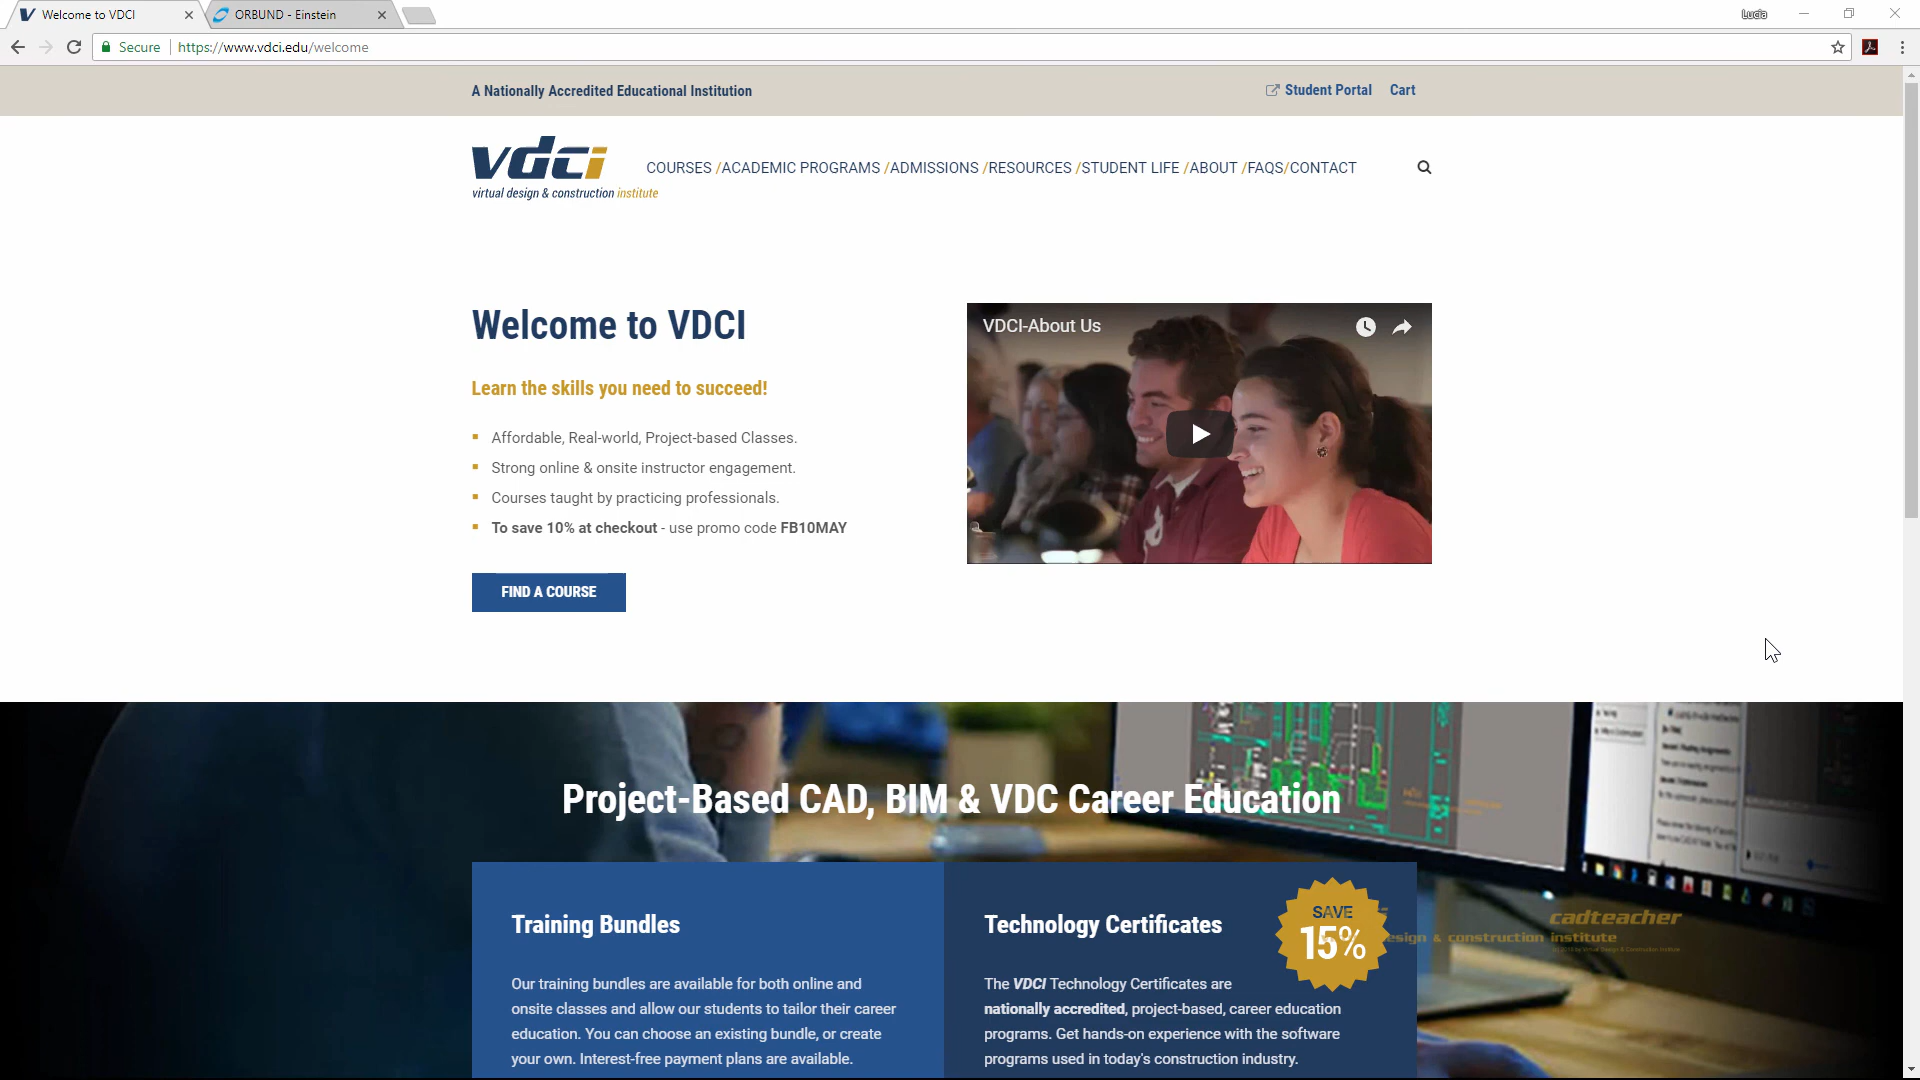 Welcome to VDCI
ORBUND - Einstein
Lucia
Secure
https://www.vdci.edu/welcome
A Nationally Accredited Educational Institution
Student Portal
Cart
vdci
virtual design & construction institute
COURSES /ACADEMIC PROGRAMS /ADMISSIONS /RESOURCES /STUDENT LIFE /ABOUT /FAQS/CONTACT
Welcome to VDCI
Learn the skills you need to succeed!
Affordable, Real-world, Project-based Classes.
Strong online & onsite instructor engagement.
Courses taught by practicing professionals.
To save 10% at checkout - use promo code FB10MAY
FIND A COURSE
VDCI-About Us
Project-Based CAD, BIM & VDC Career Education
Training Bundles
Our training bundles are available for both online and
onsite classes and allow our students to tailor their career
education. You can choose an existing bundle, or create
your own. Interest-free payment plans are available.
Technology Certificates
SAVE
15%
The VDCI Technology Certificates are
nationally accredited, project-based, career education
programs. Get hands-on experience with the software
programs used in today's construction industry.
cadteacher
esign & construction institute